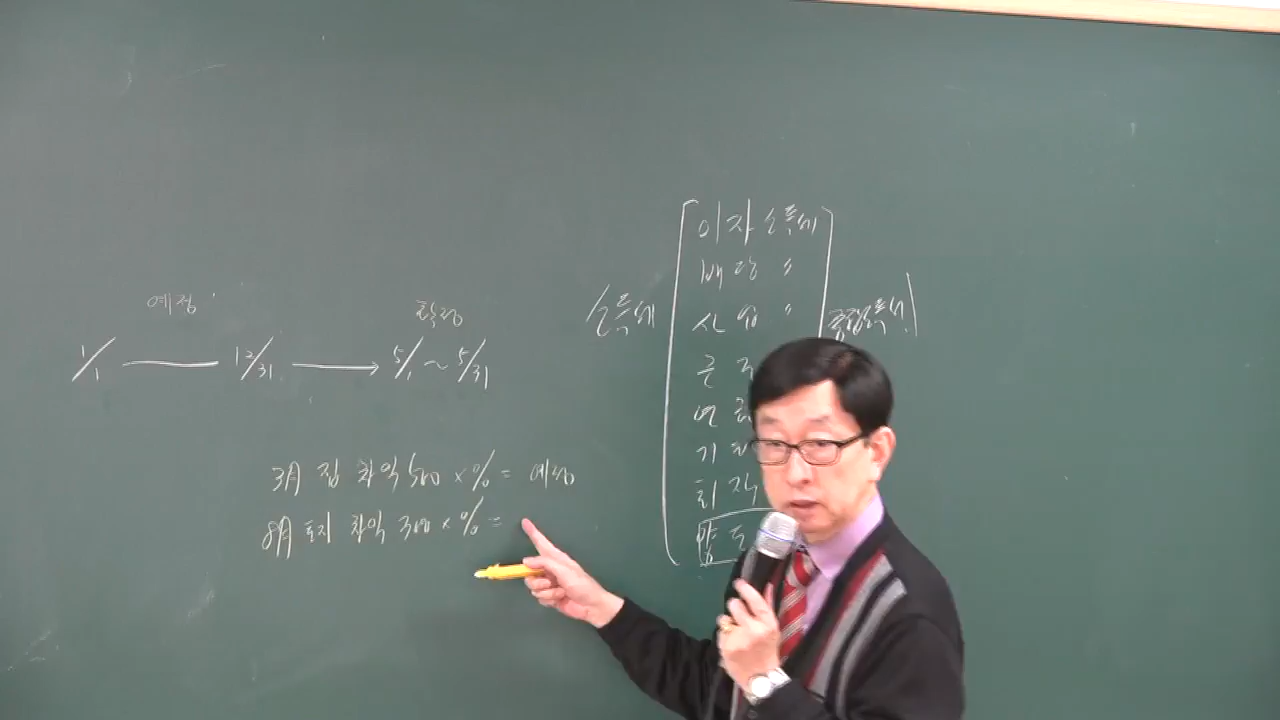 예정
확정
1/1 ── 12/31 ─→ 5/1 ~ 5/31
3月 집 차익 500 × % = 예정
8月 토지 차익 300 × % =
소득세
이자 소득세
배당 〃
사업 〃
근
연
기
퇴직
양도
종합소득세